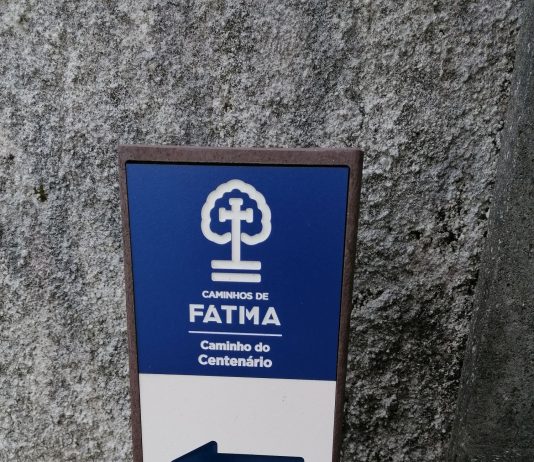 CAMINHOS DE
FATIMA
Caminho do
Centenário